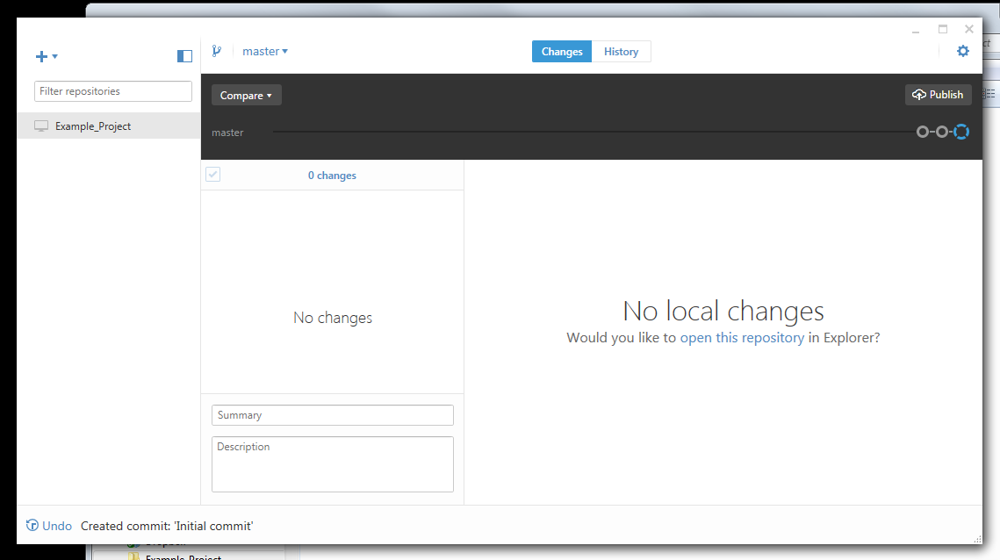 master
Changes
History
Filter repositories
Compare
Publish
Example_Project
master
0 changes
No changes
No local changes
Would you like to open this repository in Explorer?
Summary
Description
Undo Created commit: 'Initial commit'
Example_Project